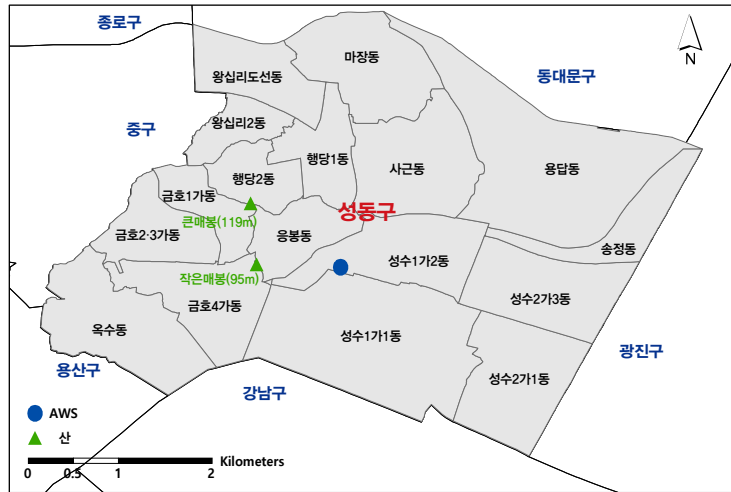 종로구
마장동
N
왕십리도선동
동대문구
왕십리2동
중구
행당1동
사근동
용답동
행당2동
금호1가동
큰매봉(119m)
성동구
금호2·3가동
응봉동
송정동
성수1가2동
작은매봉(95m)
성수2가3동
금호4가동
옥수동
성수1가1동
광진구
용산구
성수2가1동
강남구
AWS
산
Kilometers
0 0.5 1 2